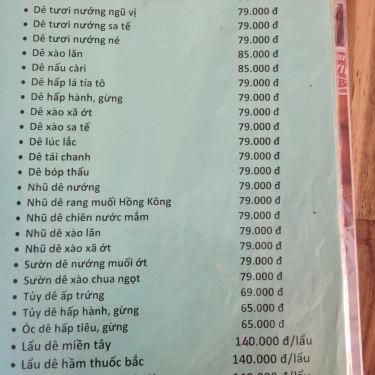 • Dê tươi nướng ngũ vị 79.000 đ
• Dê tươi nướng sa tế 79.000 đ
• Dê tươi nướng né 79.000 đ
• Dê xào lăn 85.000 đ
• Dê nấu càri 85.000 đ
• Dê hấp lá tía tô 79.000 đ
• Dê hấp hành, gừng 79.000 đ
• Dê xào xã ớt 79.000 đ
• Dê xào sa tế 79.000 đ
• Dê lúc lắc 79.000 đ
• Dê tái chanh 79.000 đ
• Dê bóp thấu 79.000 đ
• Nhũ dê nướng 79.000 đ
• Nhũ dê rang muối Hồng Kông 79.000 đ
• Nhũ dê chiên nước mắm 79.000 đ
• Nhũ dê xào lăn 79.000 đ
• Nhũ dê xào xã ớt 79.000 đ
• Sườn dê nướng muối ớt 79.000 đ
• Sườn dê xào chua ngọt 79.000 đ
• Tủy dê áp trứng 69.000 đ
• Tủy dê hấp hành, gừng 65.000 đ
• Óc dê hấp tiêu, gừng 65.000 đ
• Lẩu dê miền tây 140.000 đ/lẩu
• Lẩu dê hầm thuốc bắc 140.000 đ/lẩu